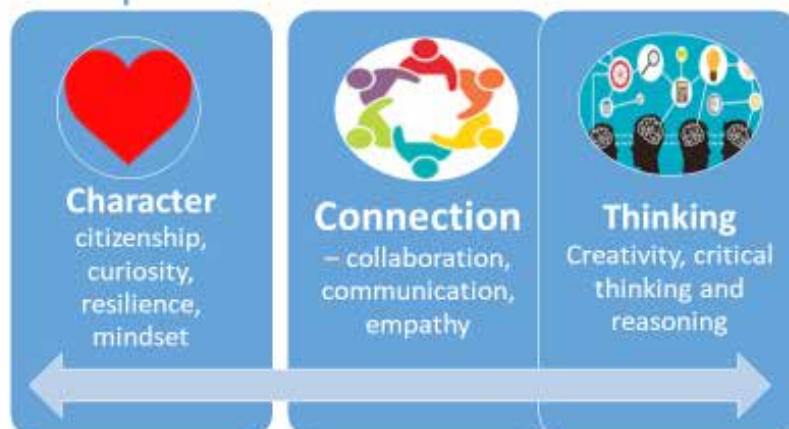 Character
citizenship,
curiosity,
resilience,
mindset
Connection
– collaboration,
communication,
empathy
Thinking
Creativity, critical
thinking and
reasoning